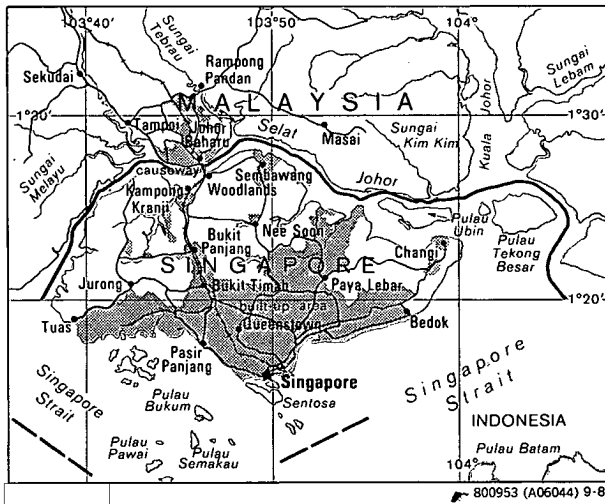 103°40'
103°50'
104°
Sungai
Tebrau
Rampong
Pandan
Sekudai
Sungai
Lebam
MALAYSIA
1°30'
1°30'
Johor
Tampoi
Johor
Baharu
Selat
Masai
Sungai
Kim Kim
Kuala
Sungai
Melayu
causeway
Sembawang
Woodlands
Johor
Kampong
Kranji
Pulau
Ubin
Bukit
Panjang
Nee Soon
Changi
Pulau
Tekong
Besar
SINGAPORE
Jurong
Bukit Timah
Paya Lebar
1°20'
built-up area
Tuas
Queenstown
Bedok
Pasir
Panjang
Singapore
Strait
Singapore
Sentosa
Singapore
Strait
Pulau
Bukum
INDONESIA
Pulau
Pawai
Pulau
Semakau
Pulau Batam
104°
800953 (A06044) 9-8